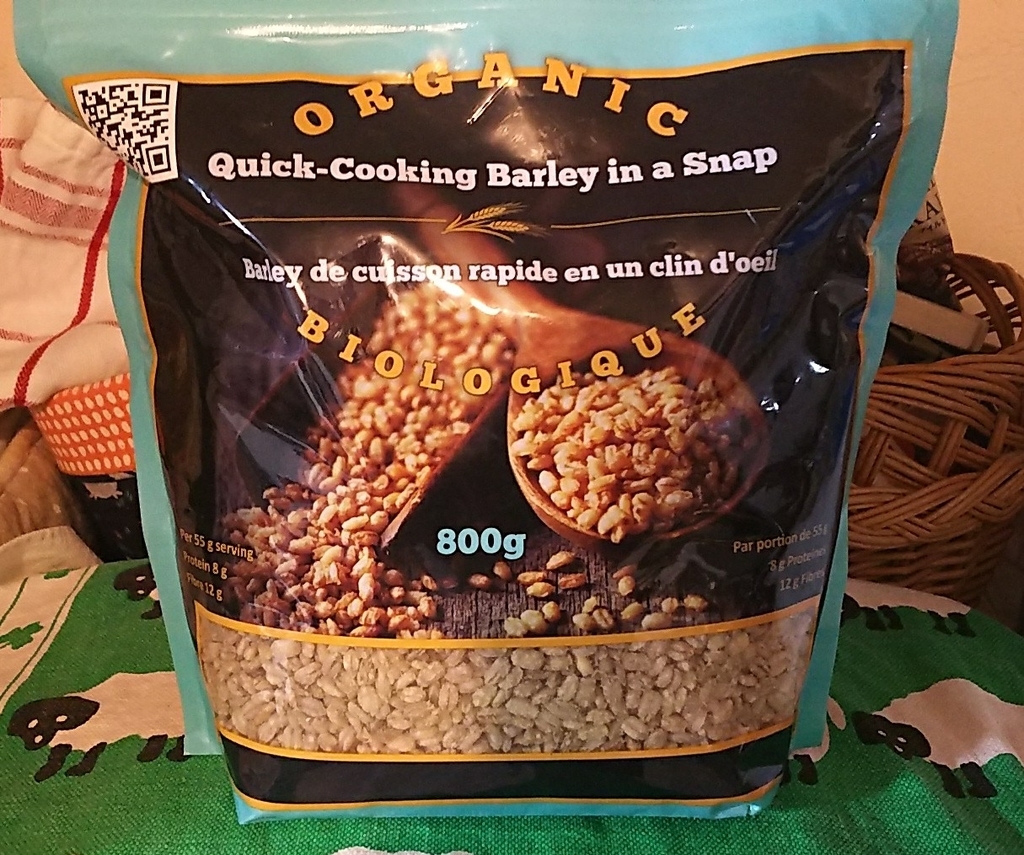 ORGANIC
Quick-Cooking Barley in a Snap
Barley de cuisson rapide en un clin d'oeil
BIOLOGIQUE
800g
Per 55 g serving
Protein 8 g
Fibre 12 g
Par portion de 55 g
8 g Proteines
12 g Fibres